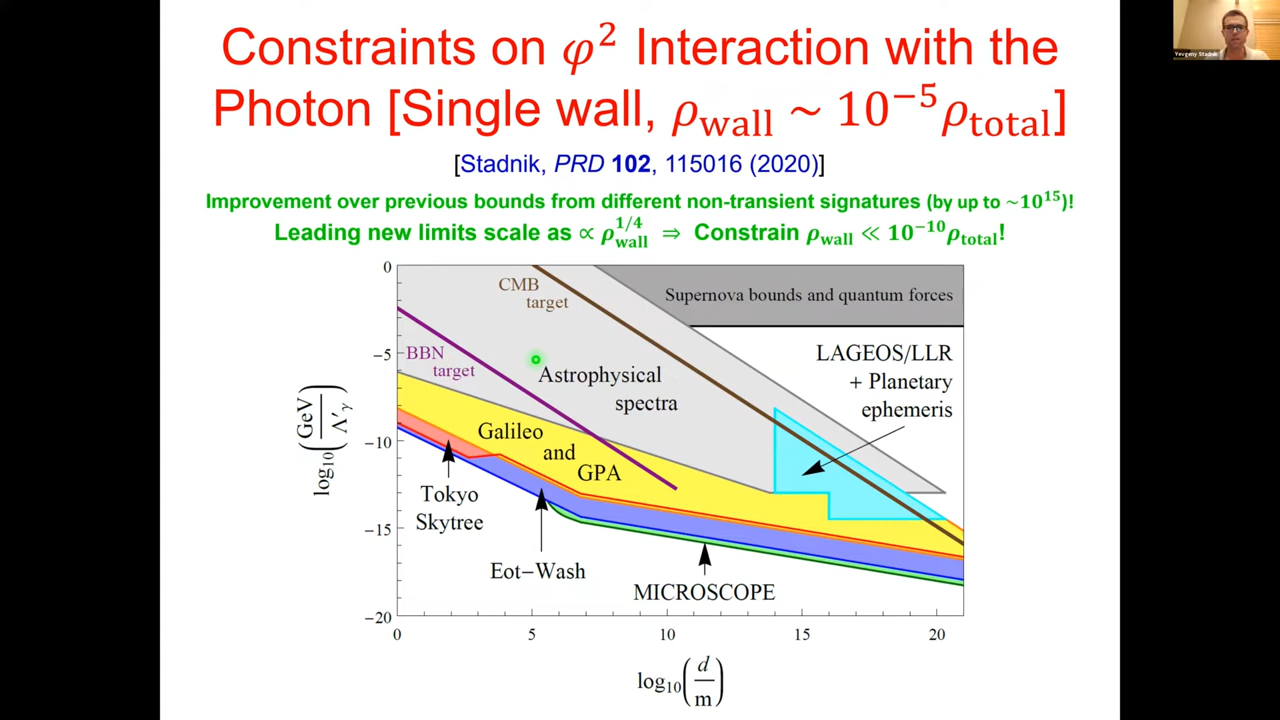 Constraints on φ² Interaction with the
Photon [Single wall, ρ_wall ~ 10⁻⁵ρ_total]
[Stadnik, PRD 102, 115016 (2020)]
Improvement over previous bounds from different non-transient signatures (by up to ~10¹⁵)!
Leading new limits scale as ∝ ρ_wall^1/4 ⇒ Constrain ρ_wall ≪ 10⁻¹⁰ρ_total!
Yevgeny Stadnik
0
-5
-10
-15
-20
log₁₀(GeV/Λ'_γ)
CMB
target
Supernova bounds and quantum forces
BBN
target
LAGEOS/LLR
+ Planetary
ephemeris
Astrophysical
spectra
Galileo
and
GPA
Tokyo
Skytree
Eot-Wash
MICROSCOPE
0 5 10 15 20
log₁₀(d/m)